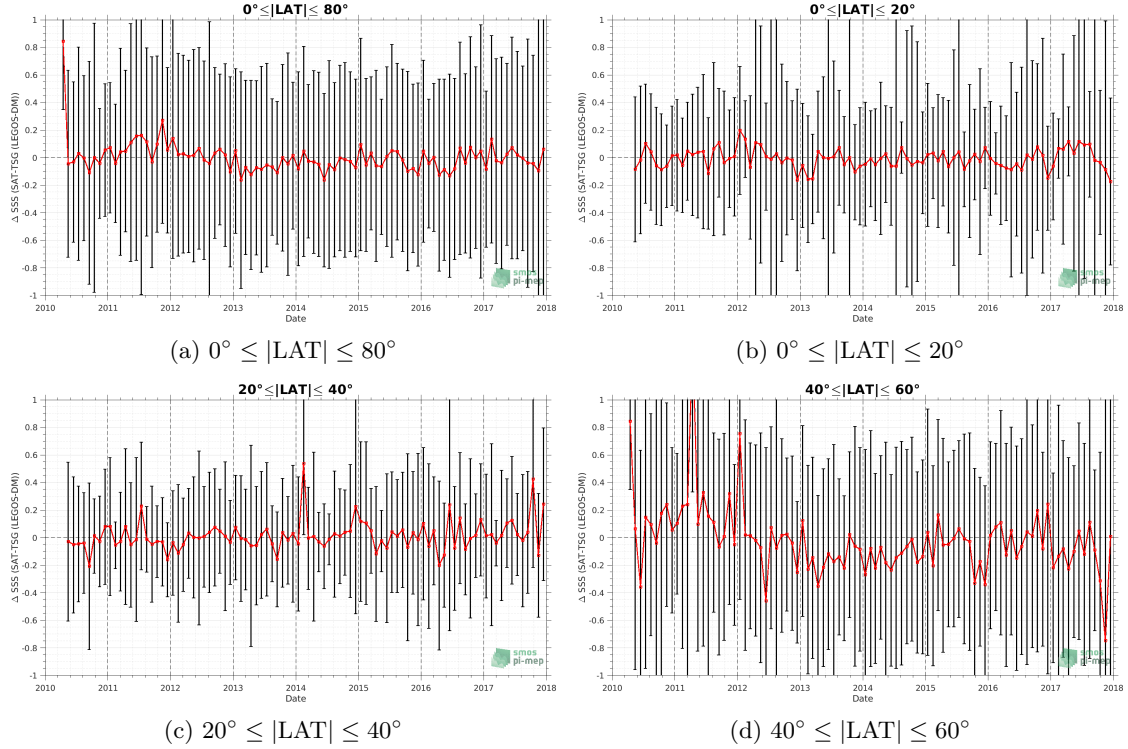 0°≤|LAT|≤ 80°
1
0.8
0.6
0.4
0.2
0
-0.2
-0.4
-0.6
-0.8
-1
Δ SSS (SAT-TSG (LEGOS-DM))
2010 2011 2012 2013 2014 2015 2016 2017 2018
Date
smos
pi-mep
(a) 0° ≤ |LAT| ≤ 80°
0°≤|LAT|≤ 20°
1
0.8
0.6
0.4
0.2
0
-0.2
-0.4
-0.6
-0.8
-1
Δ SSS (SAT-TSG (LEGOS-DM))
2010 2011 2012 2013 2014 2015 2016 2017 2018
Date
smos
pi-mep
(b) 0° ≤ |LAT| ≤ 20°
20°≤|LAT|≤ 40°
1
0.8
0.6
0.4
0.2
0
-0.2
-0.4
-0.6
-0.8
-1
Δ SSS (SAT-TSG (LEGOS-DM))
2010 2011 2012 2013 2014 2015 2016 2017 2018
Date
smos
pi-mep
(c) 20° ≤ |LAT| ≤ 40°
40°≤|LAT|≤ 60°
1
0.8
0.6
0.4
0.2
0
-0.2
-0.4
-0.6
-0.8
-1
Δ SSS (SAT-TSG (LEGOS-DM))
2010 2011 2012 2013 2014 2015 2016 2017 2018
Date
smos
pi-mep
(d) 40° ≤ |LAT| ≤ 60°